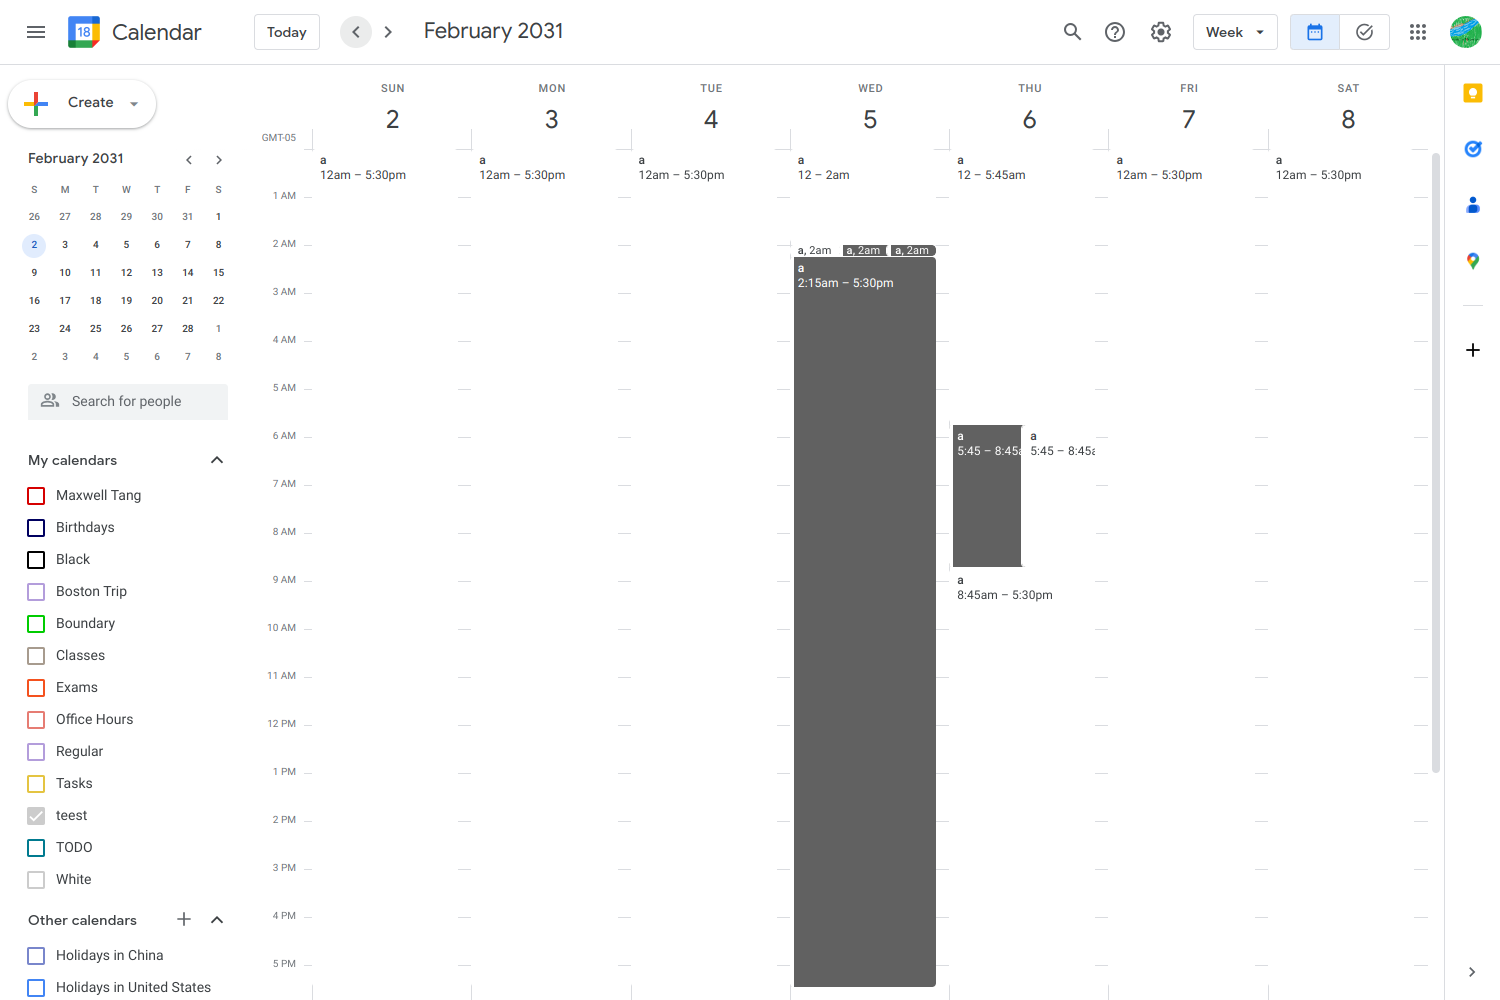 18 Calendar Today February 2031 Week
Create
SUN MON TUE WED THU FRI SAT
2 3 4 5 6 7 8
GMT-05
February 2031
S M T W T F S
26 27 28 29 30 31 1
2 3 4 5 6 7 8
9 10 11 12 13 14 15
16 17 18 19 20 21 22
23 24 25 26 27 28 1
2 3 4 5 6 7 8
Search for people
My calendars
Maxwell Tang
Birthdays
Black
Boston Trip
Boundary
Classes
Exams
Office Hours
Regular
Tasks
teest
TODO
White
Other calendars
Holidays in China
Holidays in United States
1 AM
2 AM
3 AM
4 AM
5 AM
6 AM
7 AM
8 AM
9 AM
10 AM
11 AM
12 PM
1 PM
2 PM
3 PM
4 PM
5 PM
a
12am – 5:30pm
a
12am – 5:30pm
a
12am – 5:30pm
a
12 – 2am
a, 2am
a, 2am
a, 2am
a
2:15am – 5:30pm
a
12 – 5:45am
a
5:45 – 8:45a
a
5:45 – 8:45a
a
8:45am – 5:30pm
a
12am – 5:30pm
a
12am – 5:30pm